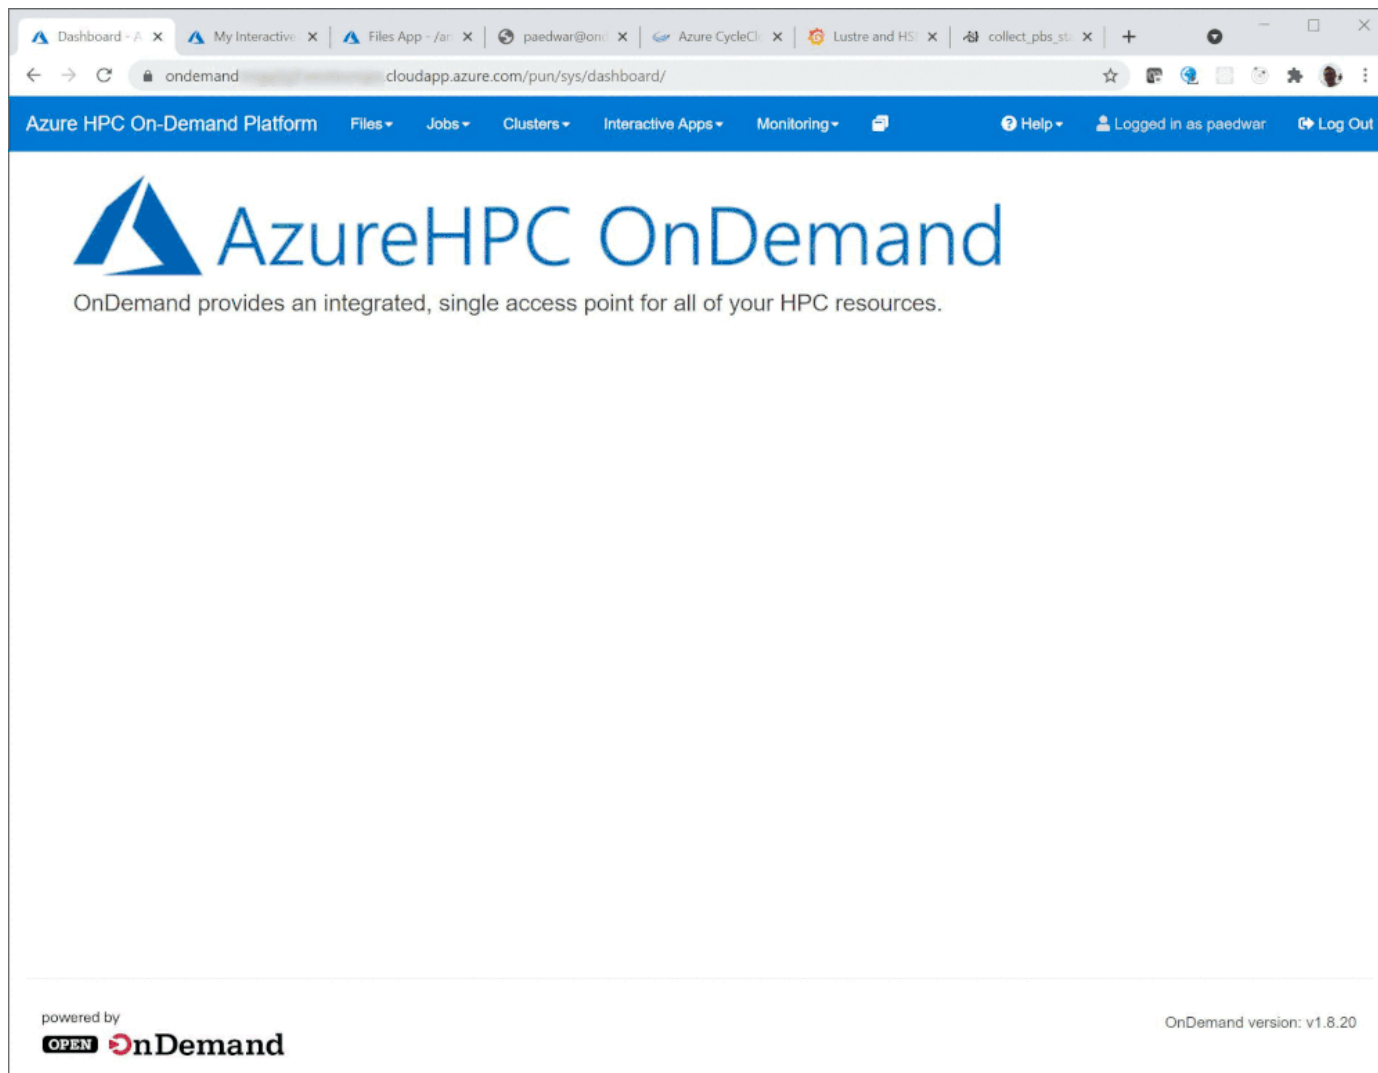 Dashboard - A
My Interactive
Files App - /an
paedwar@ond
Azure CycleCl
Lustre and HS
collect_pbs_st
ondemand
cloudapp.azure.com/pun/sys/dashboard/
Azure HPC On-Demand Platform
Files
Jobs
Clusters
Interactive Apps
Monitoring
Help
Logged in as paedwar
Log Out
AzureHPC OnDemand
OnDemand provides an integrated, single access point for all of your HPC resources.
powered by
OPEN OnDemand
OnDemand version: v1.8.20